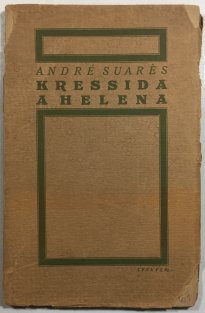 ANDRÉ SUARÈS
KRESSIDA
A HELENA